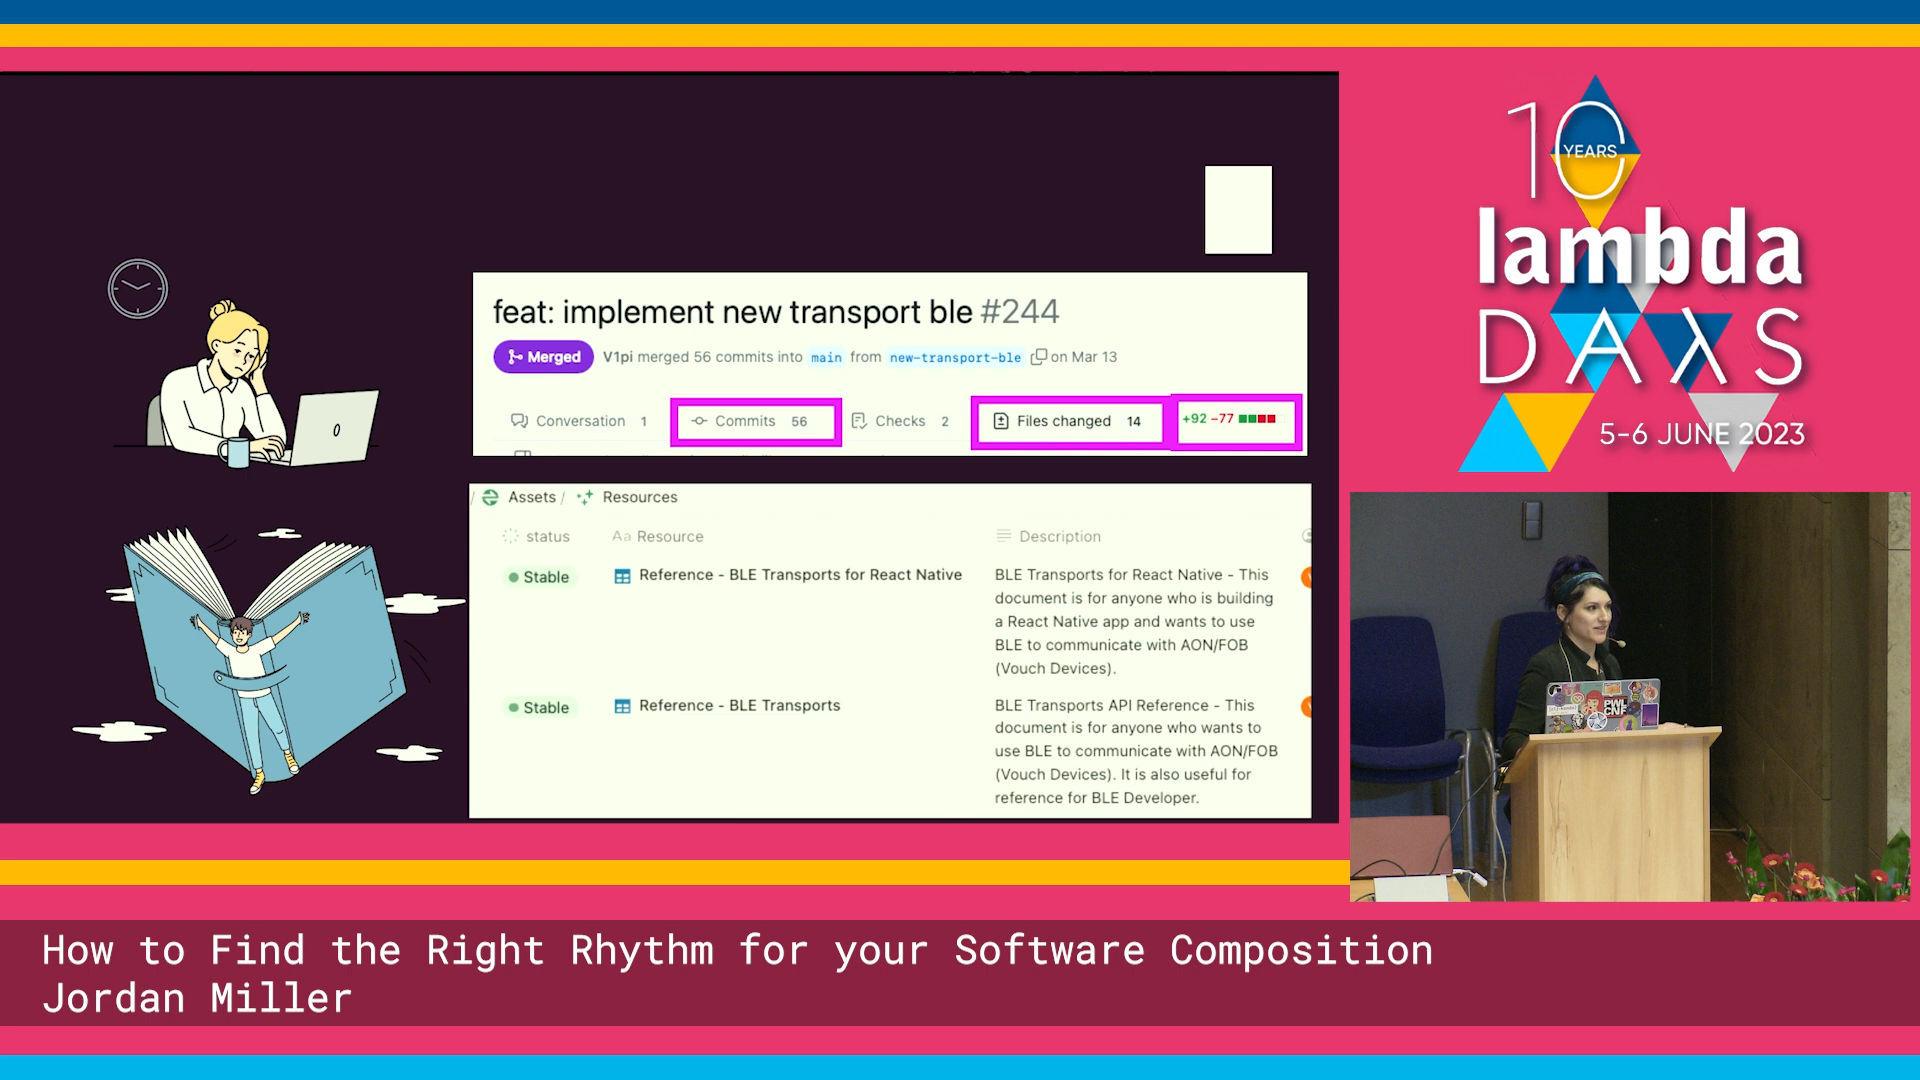 feat: implement new transport ble #244
Merged V1pi merged 56 commits into main from new-transport-ble on Mar 13
Conversation 1 Commits 56 Checks 2 Files changed 14 +92 −77
/ Assets / Resources
status Aa Resource Description
Stable Reference - BLE Transports for React Native BLE Transports for React Native - This
document is for anyone who is building
a React Native app and wants to use
BLE to communicate with AON/FOB
(Vouch Devices).
Stable Reference - BLE Transports BLE Transports API Reference - This
document is for anyone who wants to
use BLE to communicate with AON/FOB
(Vouch Devices). It is also useful for
reference for BLE Developer.
10
YEARS
lambda
DAλS
5-6 JUNE 2023
PWL
CNF
How to Find the Right Rhythm for your Software Composition
Jordan Miller